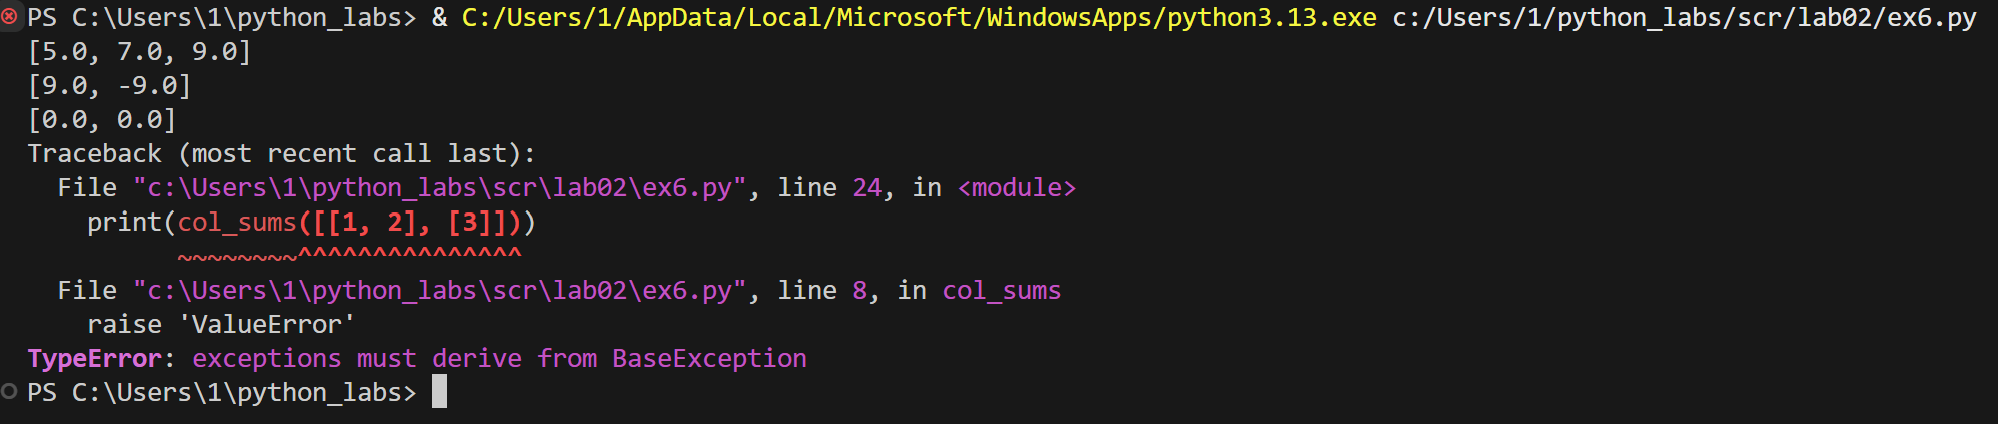 PS C:\Users\1\python_labs> & C:/Users/1/AppData/Local/Microsoft/WindowsApps/python3.13.exe c:/Users/1/python_labs/scr/lab02/ex6.py
[5.0, 7.0, 9.0]
[9.0, -9.0]
[0.0, 0.0]
Traceback (most recent call last):
  File "c:\Users\1\python_labs\scr\lab02\ex6.py", line 24, in <module>
    print(col_sums([[1, 2], [3]]))
          ~~~~~~~~^^^^^^^^^^^^^^^
  File "c:\Users\1\python_labs\scr\lab02\ex6.py", line 8, in col_sums
    raise 'ValueError'
TypeError: exceptions must derive from BaseException
PS C:\Users\1\python_labs>